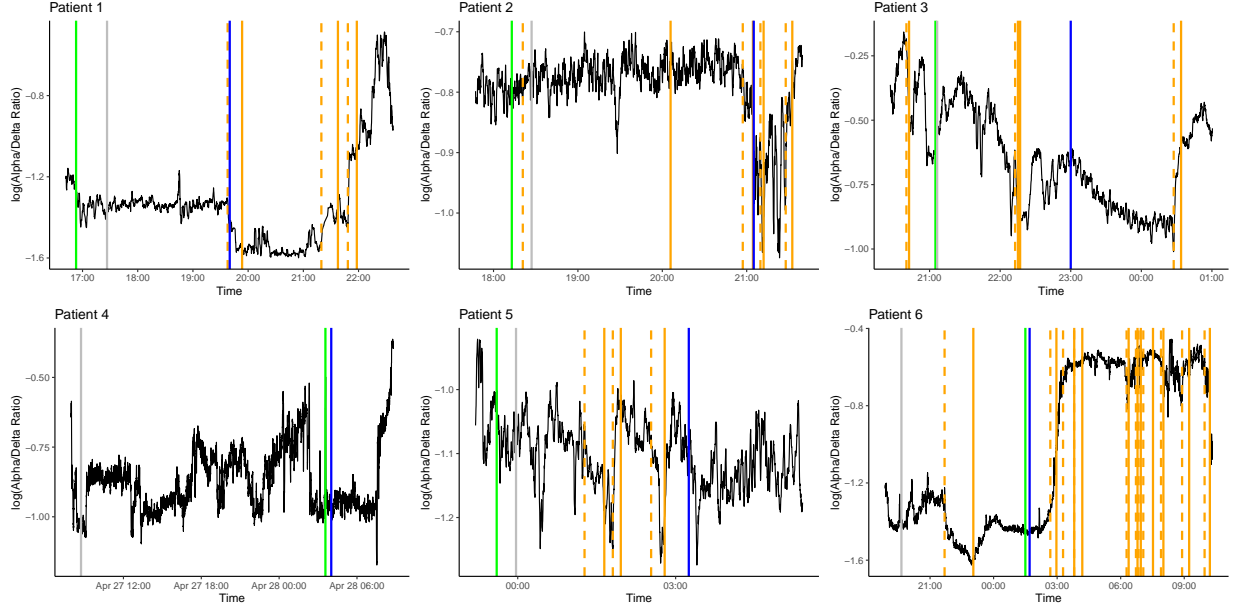 Patient 1
log(Alpha/Delta Ratio)
−0.8
−1.2
−1.6
17:00 18:00 19:00 20:00 21:00 22:00
Time
Patient 2
log(Alpha/Delta Ratio)
−0.7
−0.8
−0.9
−1.0
18:00 19:00 20:00 21:00
Time
Patient 3
log(Alpha/Delta Ratio)
−0.25
−0.50
−0.75
−1.00
21:00 22:00 23:00 00:00 01:00
Time
Patient 4
log(Alpha/Delta Ratio)
−0.50
−0.75
−1.00
Apr 27 12:00 Apr 27 18:00 Apr 28 00:00 Apr 28 06:00
Time
Patient 5
log(Alpha/Delta Ratio)
−1.0
−1.1
−1.2
00:00 03:00
Time
Patient 6
log(Alpha/Delta Ratio)
−0.4
−0.8
−1.2
−1.6
21:00 00:00 03:00 06:00 09:00
Time